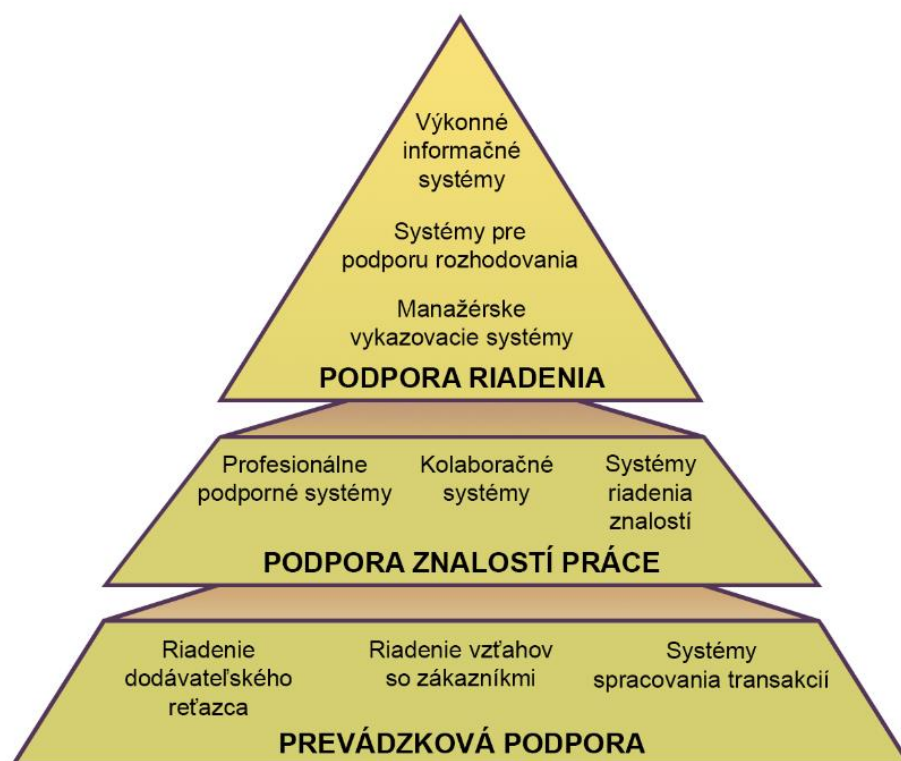 Výkonné
informačné
systémy
Systémy pre
podporu rozhodovania
Manažérske
vykazovacie systémy
PODPORA RIADENIA
Profesionálne
podporné systémy
Kolaboračné
systémy
Systémy
riadenia
znalostí
PODPORA ZNALOSTÍ PRÁCE
Riadenie
dodávateľského
reťazca
Riadenie vzťahov
so zákazníkmi
Systémy
spracovania transakcií
PREVÁDZKOVÁ PODPORA